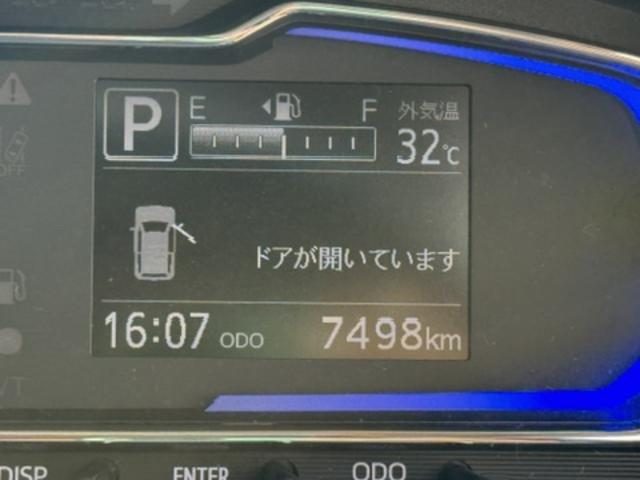 P E F 外気温
32℃
ドアが開いています
16:07 ODO 7498km
OFF
DISP ENTER ODO